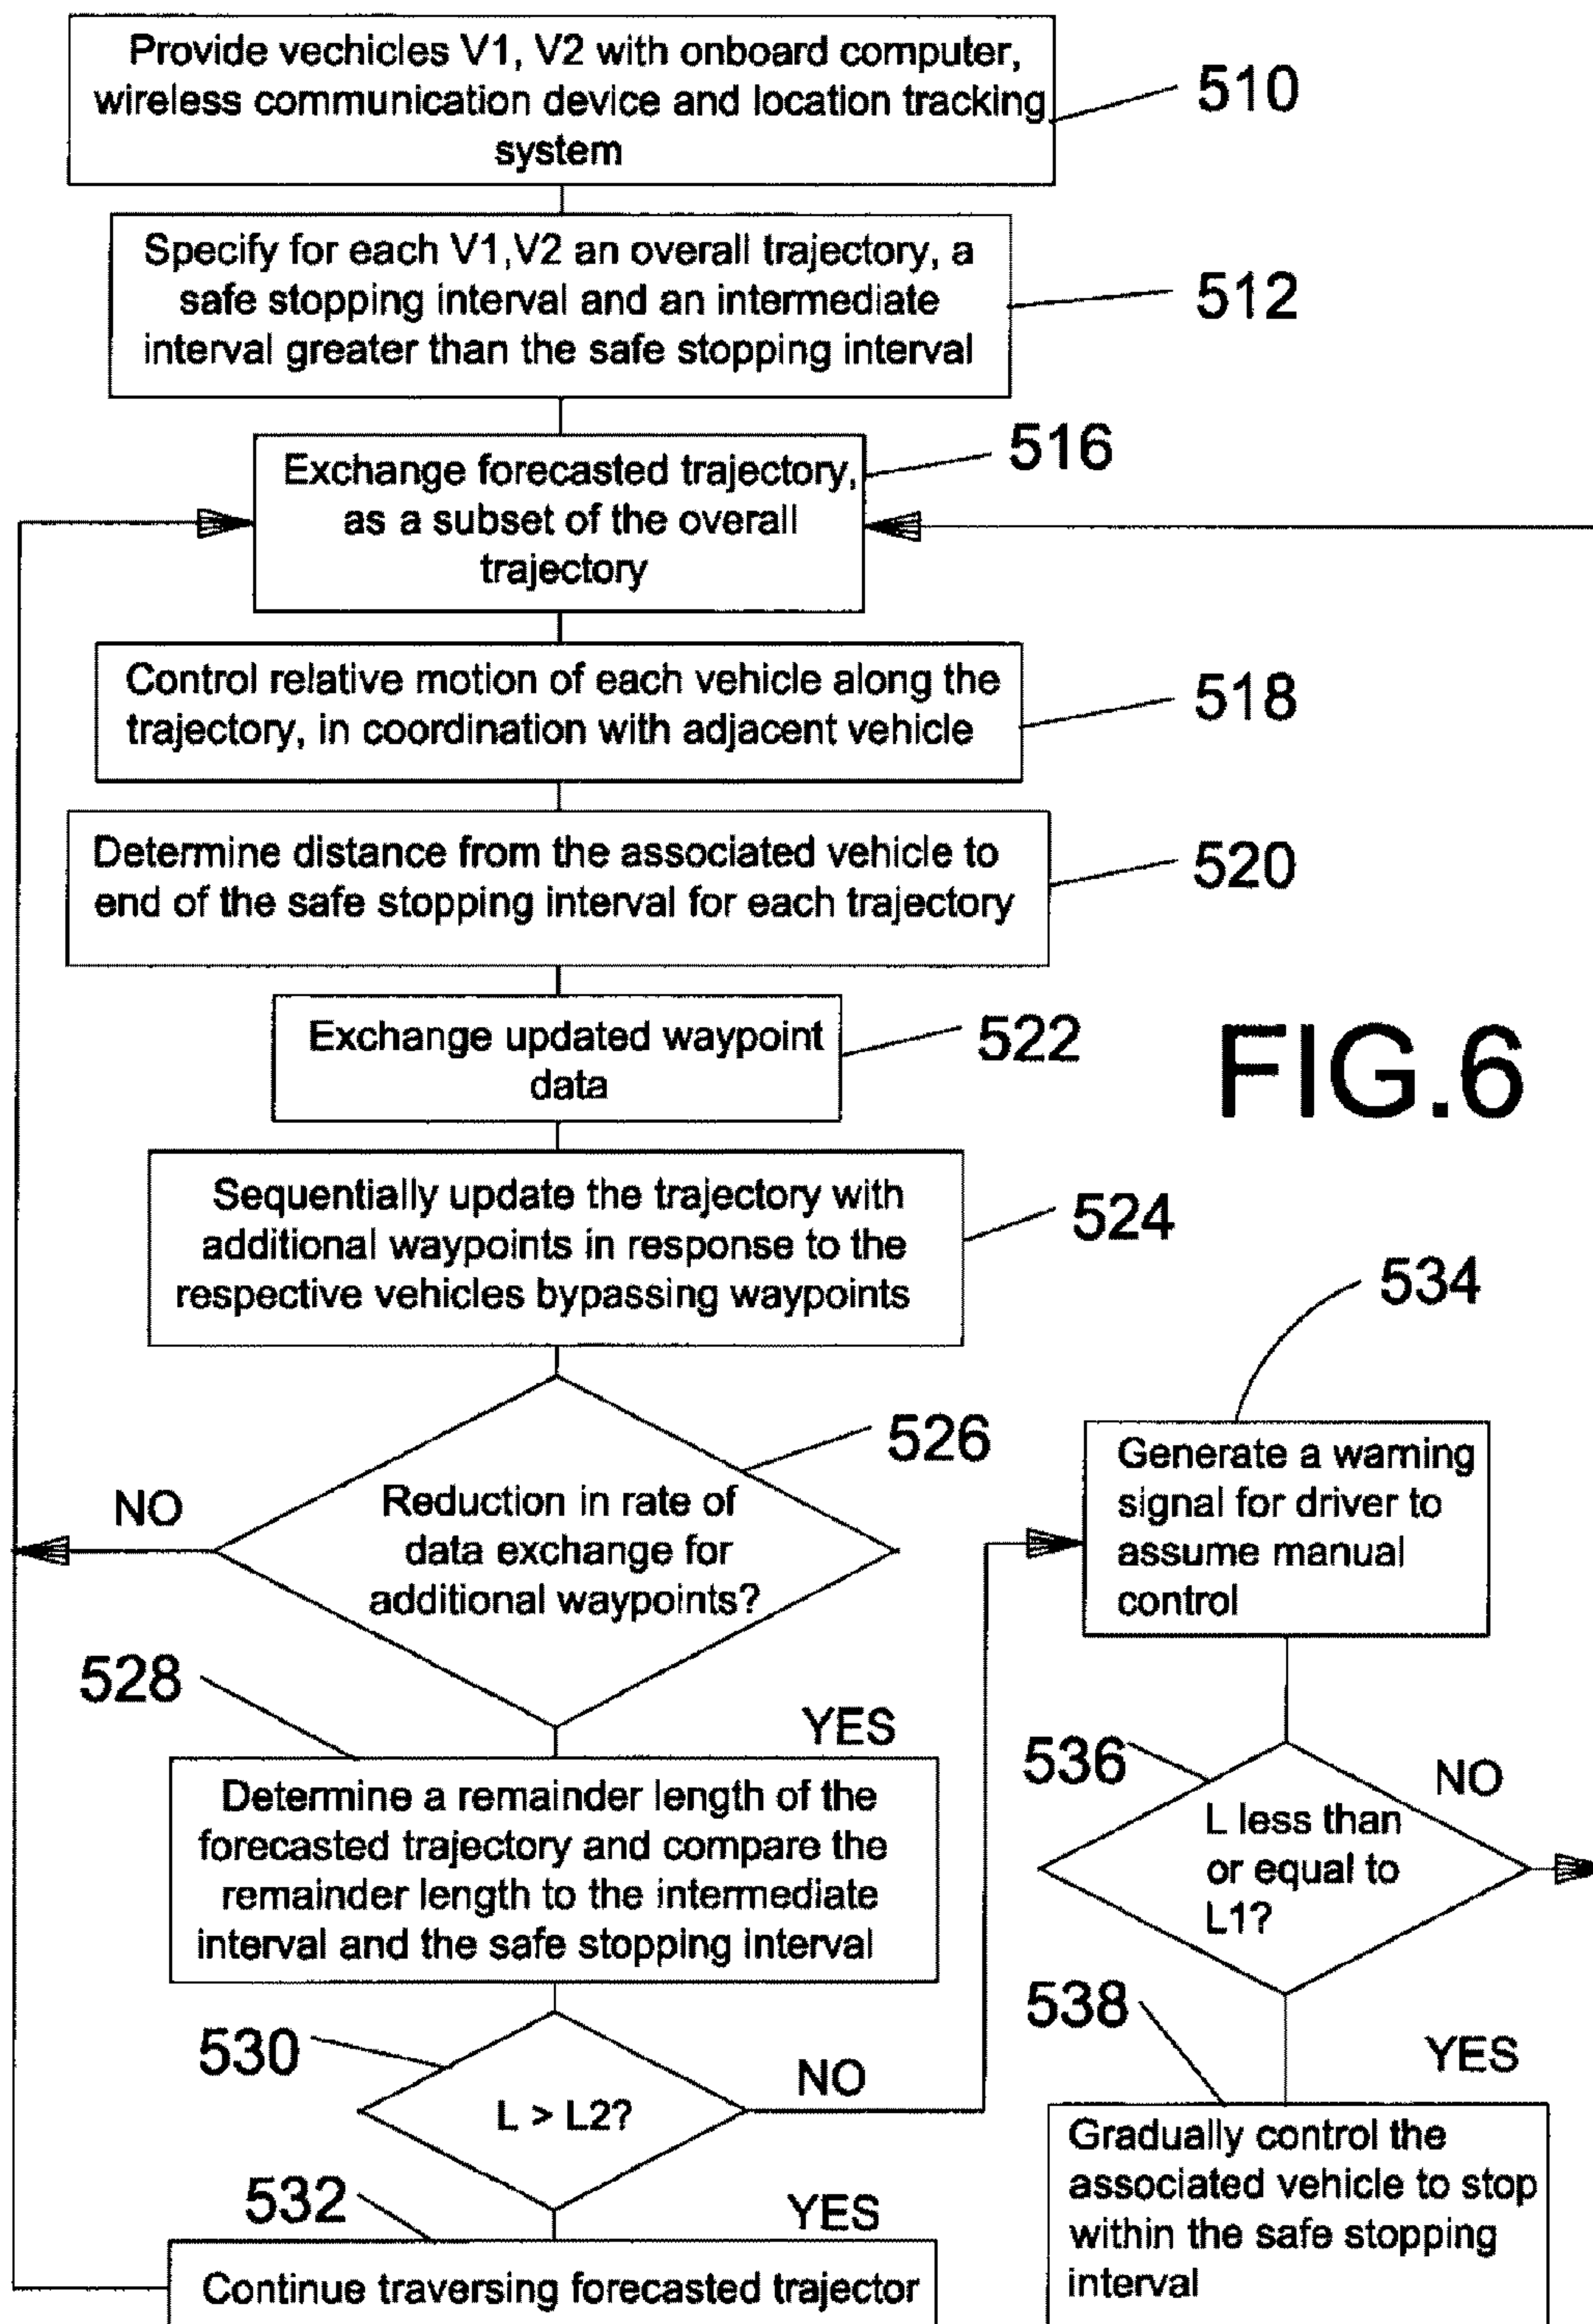 Provide vechicles V1, V2 with onboard computer,
wireless communication device and location tracking
system
510
Specify for each V1,V2 an overall trajectory, a
safe stopping interval and an intermediate
interval greater than the safe stopping interval
512
Exchange forecasted trajectory,
as a subset of the overall
trajectory
516
Control relative motion of each vehicle along the
trajectory, in coordination with adjacent vehicle
518
Determine distance from the associated vehicle to
end of the safe stopping interval for each trajectory
520
Exchange updated waypoint
data
522
FIG.6
Sequentially update the trajectory with
additional waypoints in response to the
respective vehicles bypassing waypoints
524
Reduction in rate of
data exchange for
additional waypoints?
526
NO
YES
528
Determine a remainder length of the
forecasted trajectory and compare the
remainder length to the intermediate
interval and the safe stopping interval
530
L > L2?
NO
YES
532
Continue traversing forecasted trajector
534
Generate a warning
signal for driver to
assume manual
control
536
L less than
or equal to
L1?
NO
YES
538
Gradually control the
associated vehicle to stop
within the safe stopping
interval